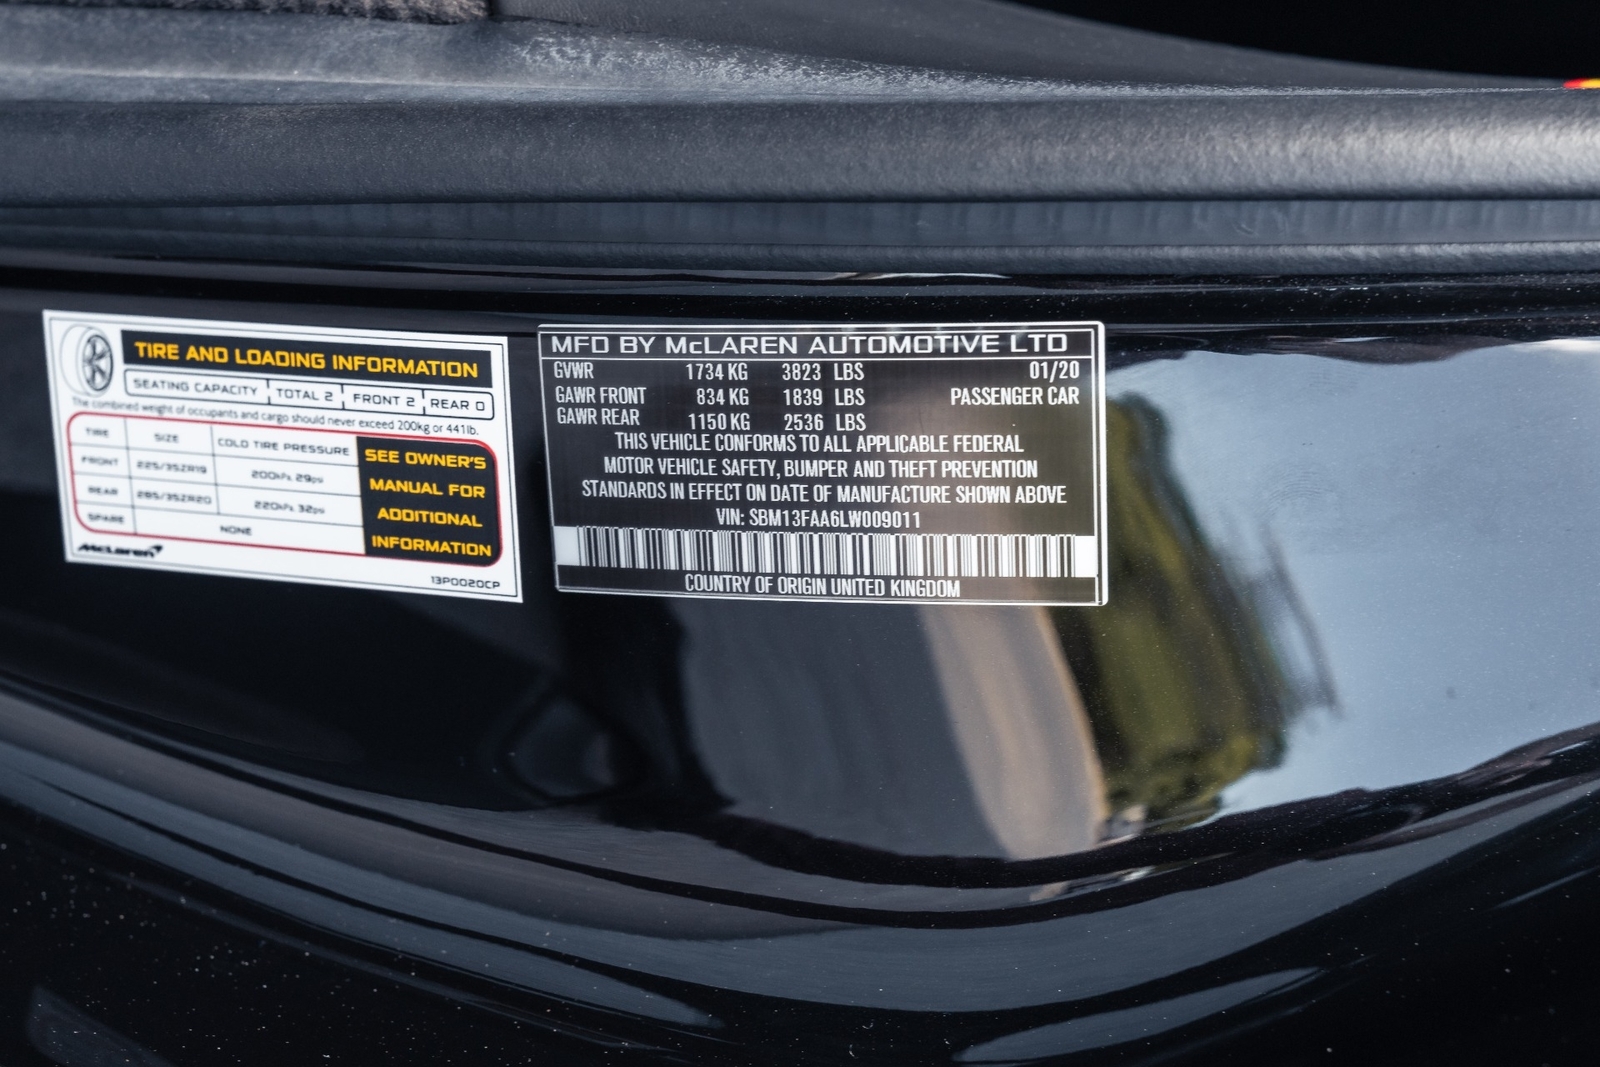 TIRE AND LOADING INFORMATION
SEATING CAPACITY TOTAL 2 FRONT 2 REAR 0
The combined weight of occupants and cargo should never exceed 200kg or 441lb.
TIRE SIZE COLD TIRE PRESSURE
FRONT 225/35ZR19 200kPa, 29psi
REAR 285/35ZR20 220kPa, 32psi
SPARE NONE
SEE OWNER'S
MANUAL FOR
ADDITIONAL
INFORMATION
McLaren
13P0020CP
MFD BY McLAREN AUTOMOTIVE LTD
GVWR 1734 KG 3823 LBS 01/20
GAWR FRONT 834 KG 1839 LBS PASSENGER CAR
GAWR REAR 1150 KG 2536 LBS
THIS VEHICLE CONFORMS TO ALL APPLICABLE FEDERAL
MOTOR VEHICLE SAFETY, BUMPER AND THEFT PREVENTION
STANDARDS IN EFFECT ON DATE OF MANUFACTURE SHOWN ABOVE
VIN: SBM13FAA6LW009011
COUNTRY OF ORIGIN UNITED KINGDOM